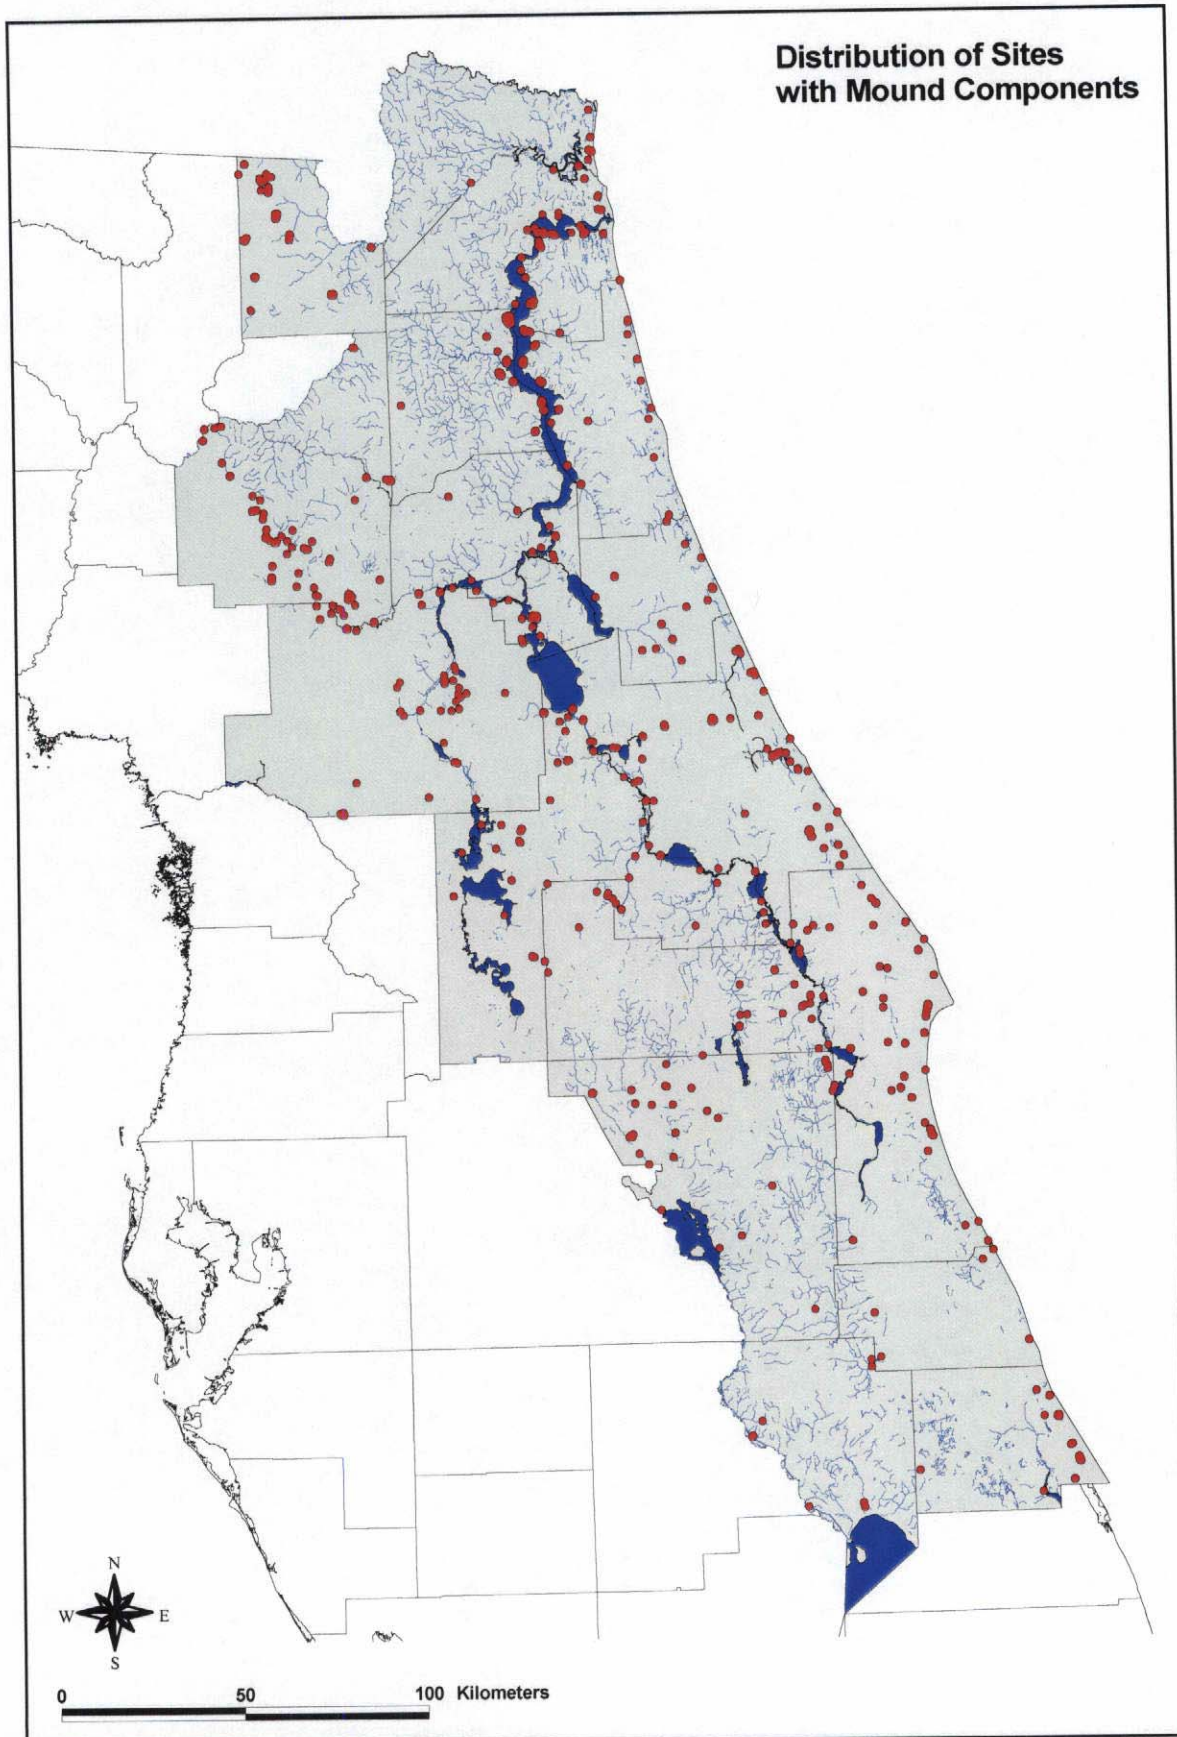 Distribution of Sites
with Mound Components
N
W E
S
0 50 100 Kilometers